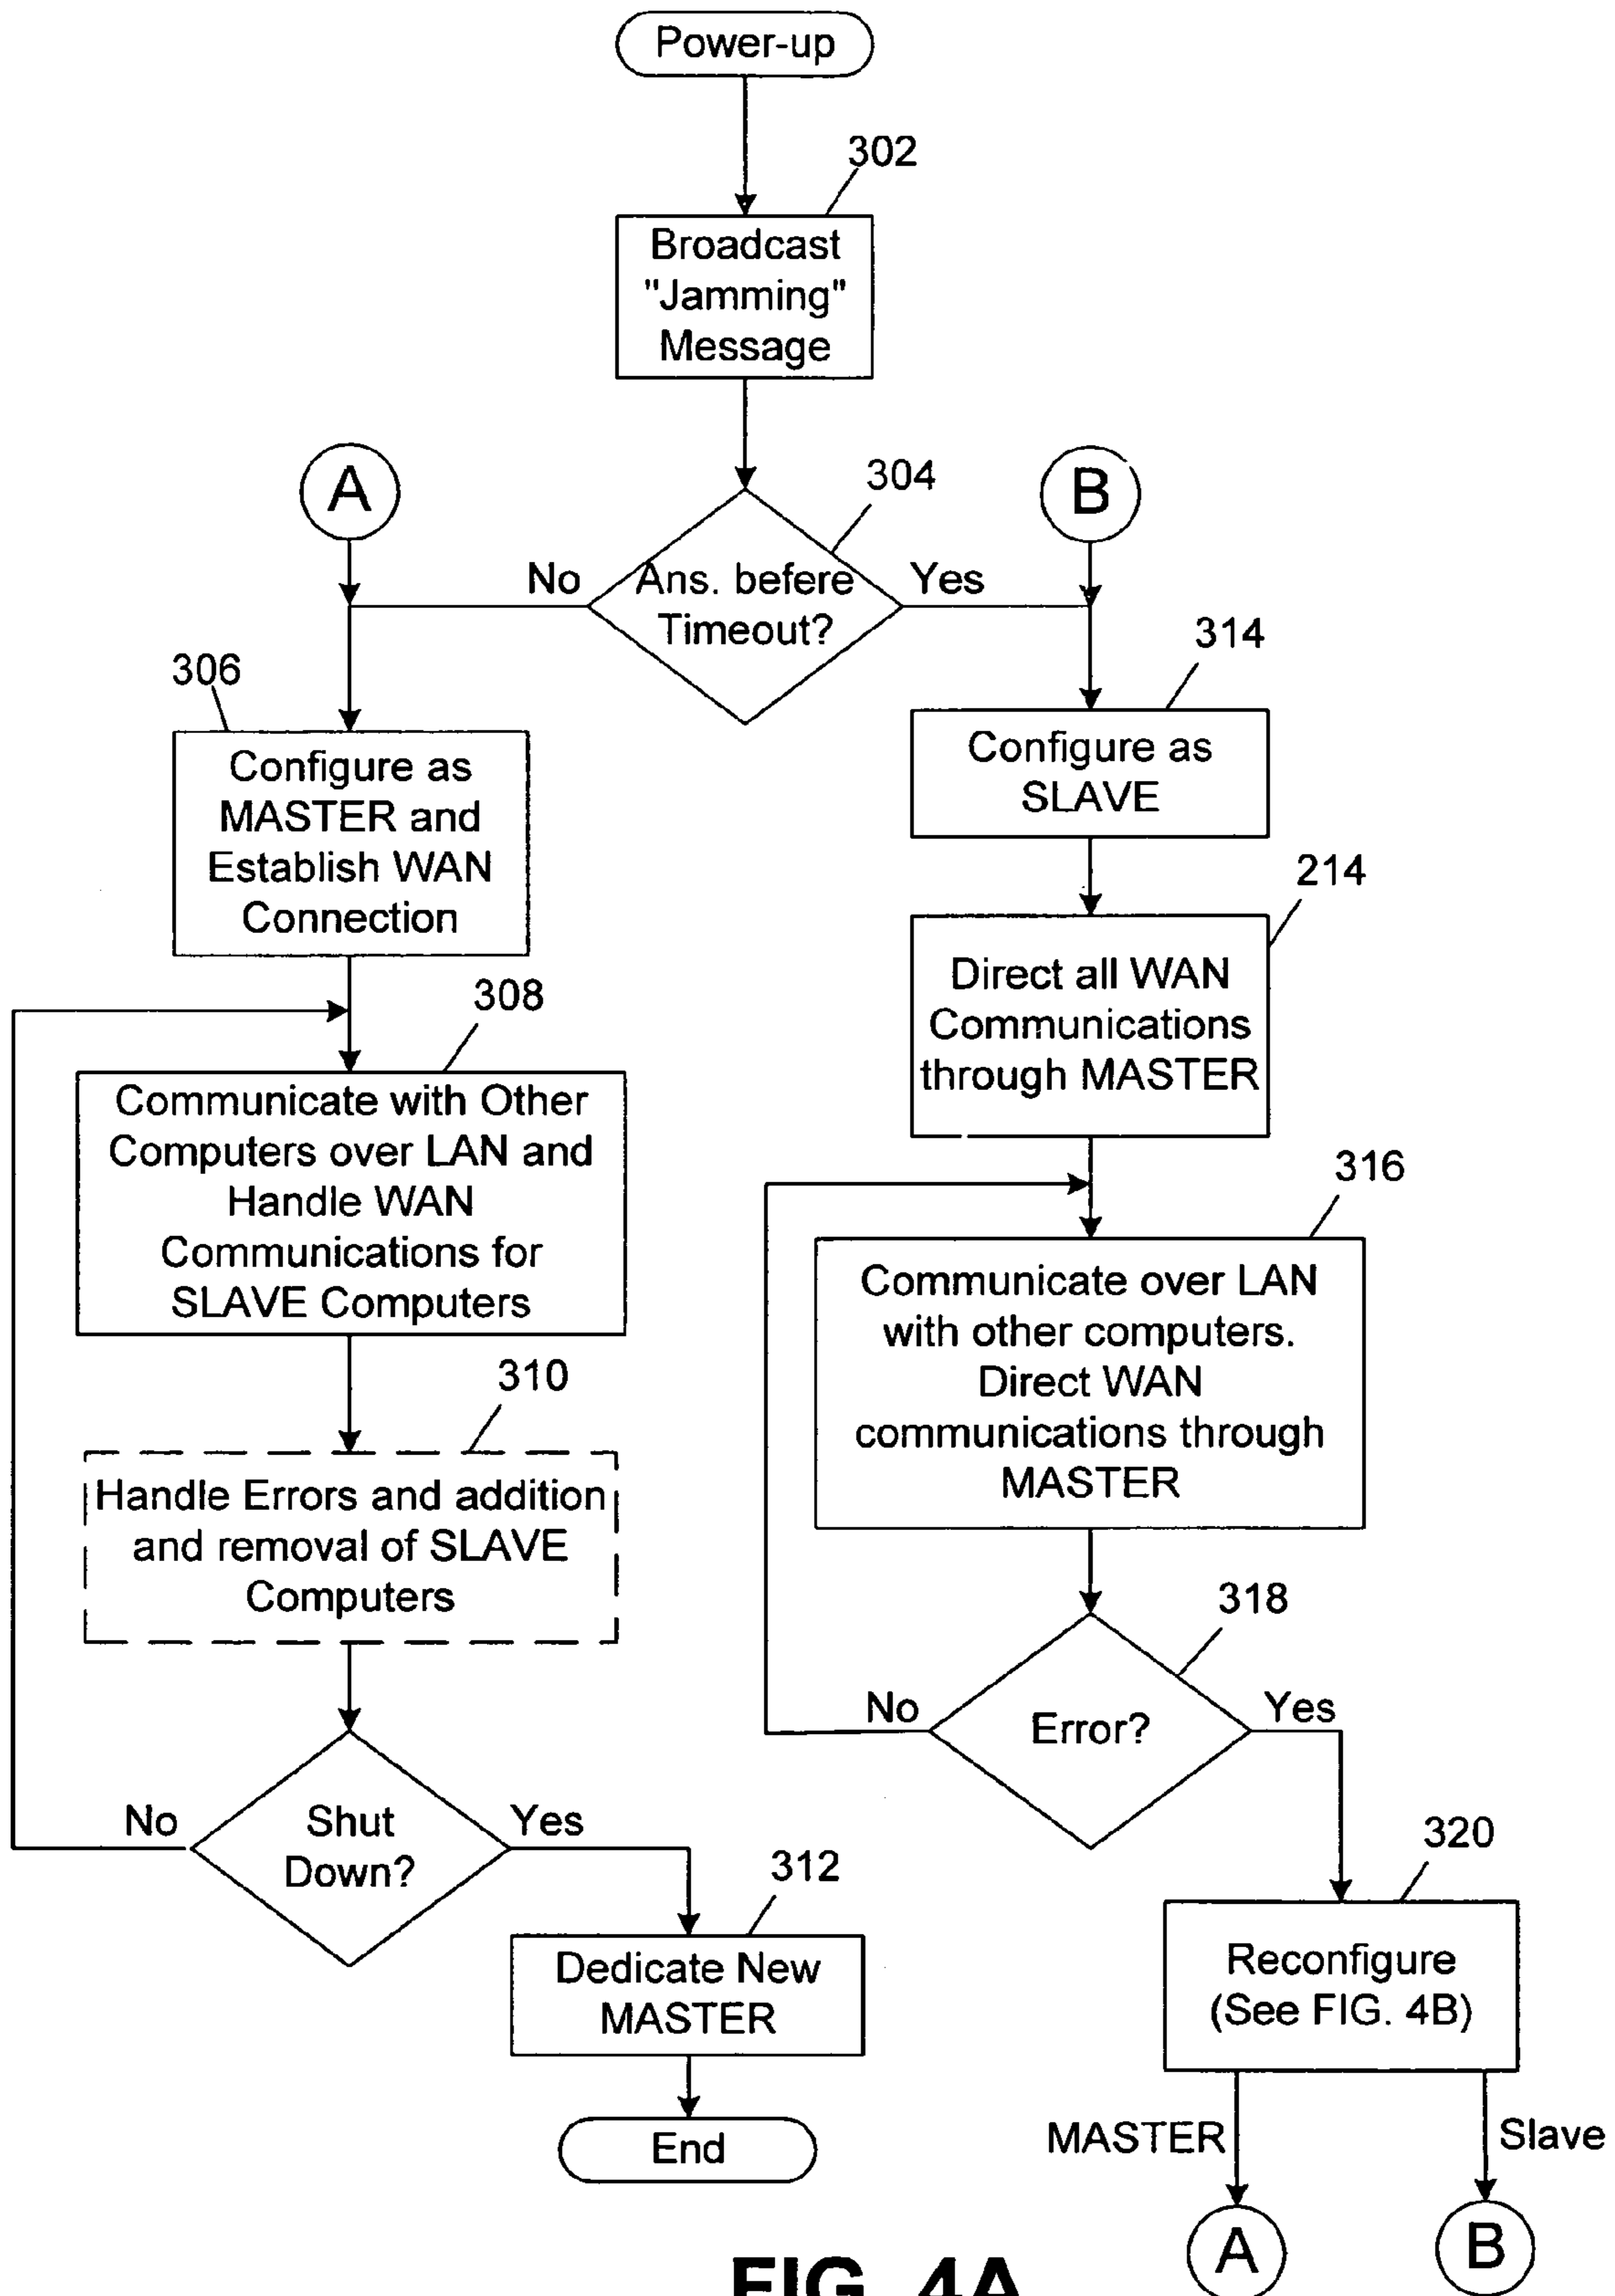 Power-up
302
Broadcast
"Jamming"
Message
A
304
B
No
Ans. befere
Timeout?
Yes
314
306
Configure as
MASTER and
Establish WAN
Connection
Configure as
SLAVE
214
Direct all WAN
Communications
through MASTER
308
Communicate with Other
Computers over LAN and
Handle WAN
Communications for
SLAVE Computers
316
Communicate over LAN
with other computers.
Direct WAN
communications through
MASTER
310
Handle Errors and addition
and removal of SLAVE
Computers
318
No
Error?
Yes
No
Shut
Down?
Yes
312
Dedicate New
MASTER
End
320
Reconfigure
(See FIG. 4B)
MASTER
Slave
A
B
FIG. 4A